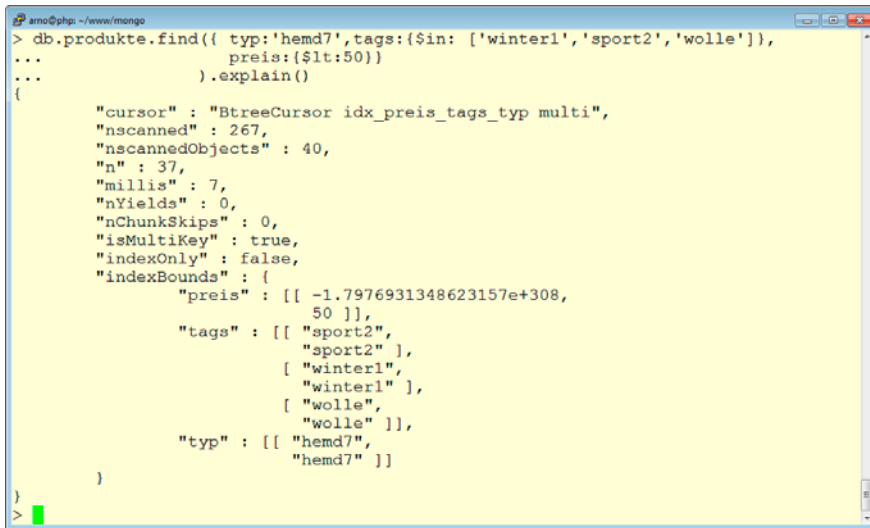 arno@php: ~/www/mongo
> db.produkte.find({ typ:'hemd7',tags:{$in: ['winter1','sport2','wolle']},
...                 preis:{$lt:50}}
...              ).explain()
{
        "cursor" : "BtreeCursor idx_preis_tags_typ multi",
        "nscanned" : 267,
        "nscannedObjects" : 40,
        "n" : 37,
        "millis" : 7,
        "nYields" : 0,
        "nChunkSkips" : 0,
        "isMultiKey" : true,
        "indexOnly" : false,
        "indexBounds" : {
                "preis" : [[ -1.7976931348623157e+308,
                             50 ]],
                "tags" : [[ "sport2",
                            "sport2" ],
                          [ "winter1",
                            "winter1" ],
                          [ "wolle",
                            "wolle" ]],
                "typ" : [[ "hemd7",
                           "hemd7" ]]
        }
}
>